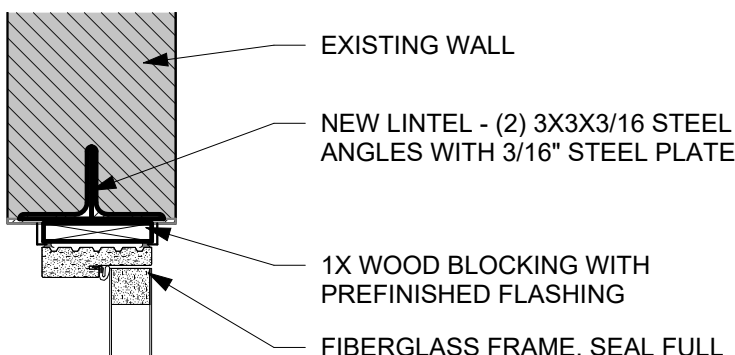 EXISTING WALL
NEW LINTEL - (2) 3X3X3/16 STEEL
ANGLES WITH 3/16" STEEL PLATE
1X WOOD BLOCKING WITH
PREFINISHED FLASHING
FIBERGLASS FRAME. SEAL FULL